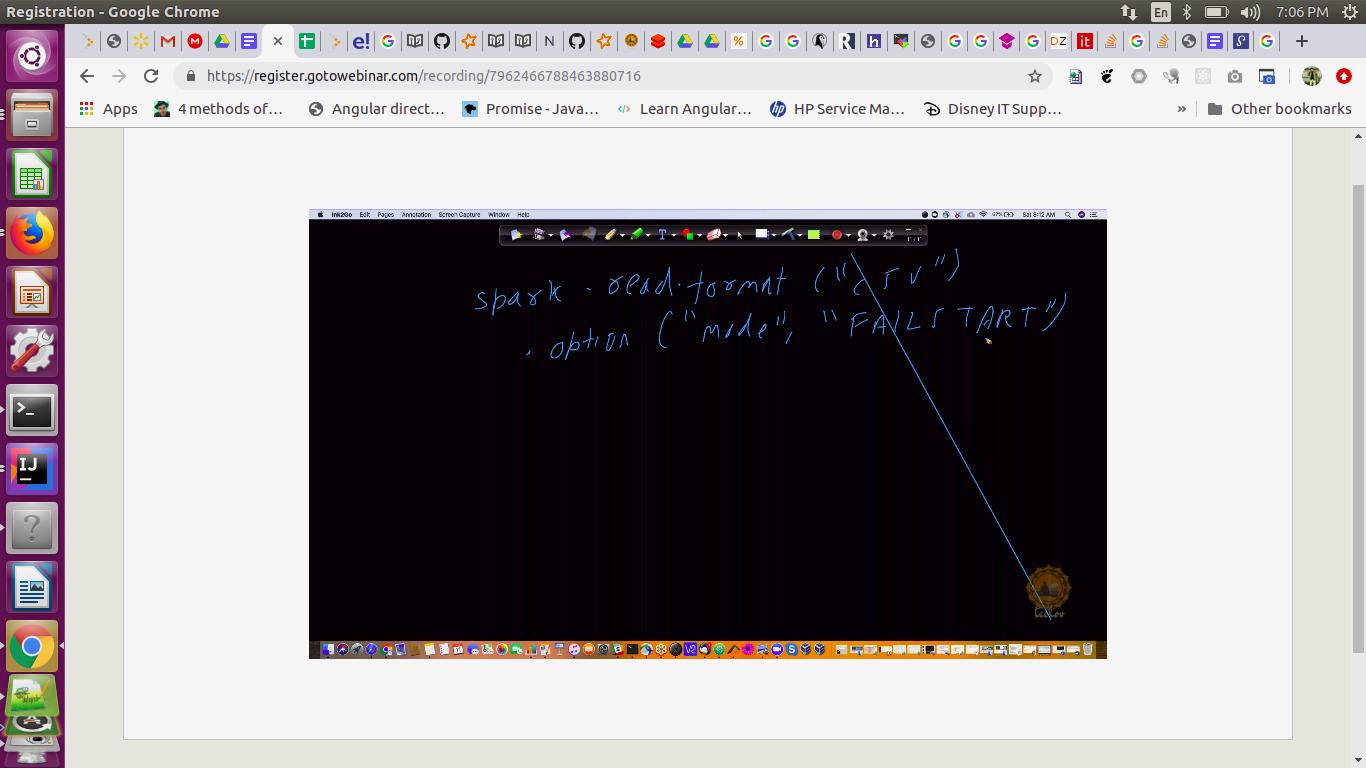 Registration - Google Chrome
En
7:06 PM
https://register.gotowebinar.com/recording/7962466788463880716
Apps
4 methods of…
Angular direct…
Promise - Java…
Learn Angular…
HP Service Ma…
Disney IT Supp…
»
Other bookmarks
Ink2Go Edit Pages Annotation Screen Capture Window Help
67%
Sat 8:12 AM
spark . read.format ("csv")
. option ("mode", "FAILSTART")